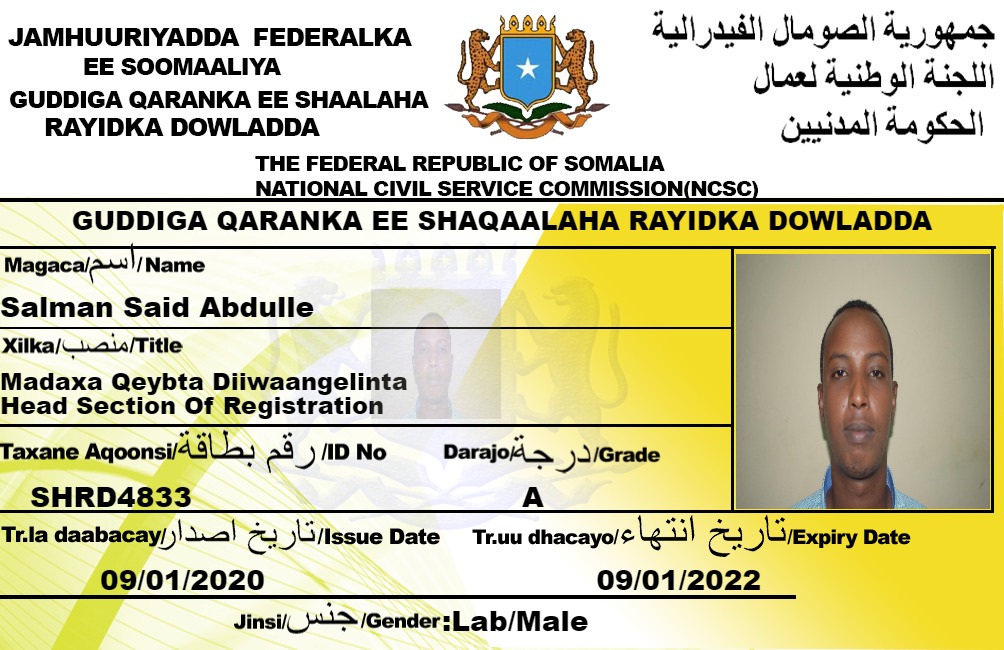 JAMHUURIYADDA FEDERALKA
EE SOOMAALIYA
GUDDIGA QARANKA EE SHAALAHA
RAYIDKA DOWLADDA
جمهورية الصومال الفيدرالية
اللجنة الوطنية لعمال
الحكومة المدنيين
THE FEDERAL REPUBLIC OF SOMALIA
NATIONAL CIVIL SERVICE COMMISSION(NCSC)
GUDDIGA QARANKA EE SHAQAALAHA RAYIDKA DOWLADDA
Magaca/اسم/Name
Salman Said Abdulle
Xilka/منصب/Title
Madaxa Qeybta Diiwaangelinta
Head Section Of Registration
Taxane Aqoonsi/رقم بطاقة/ID No Darajo/درجة/Grade
SHRD4833 A
Tr.la daabacay/تاريخ اصدار/Issue Date Tr.uu dhacayo/تاريخ انتهاء/Expiry Date
09/01/2020 09/01/2022
Jinsi/جنس/Gender:Lab/Male